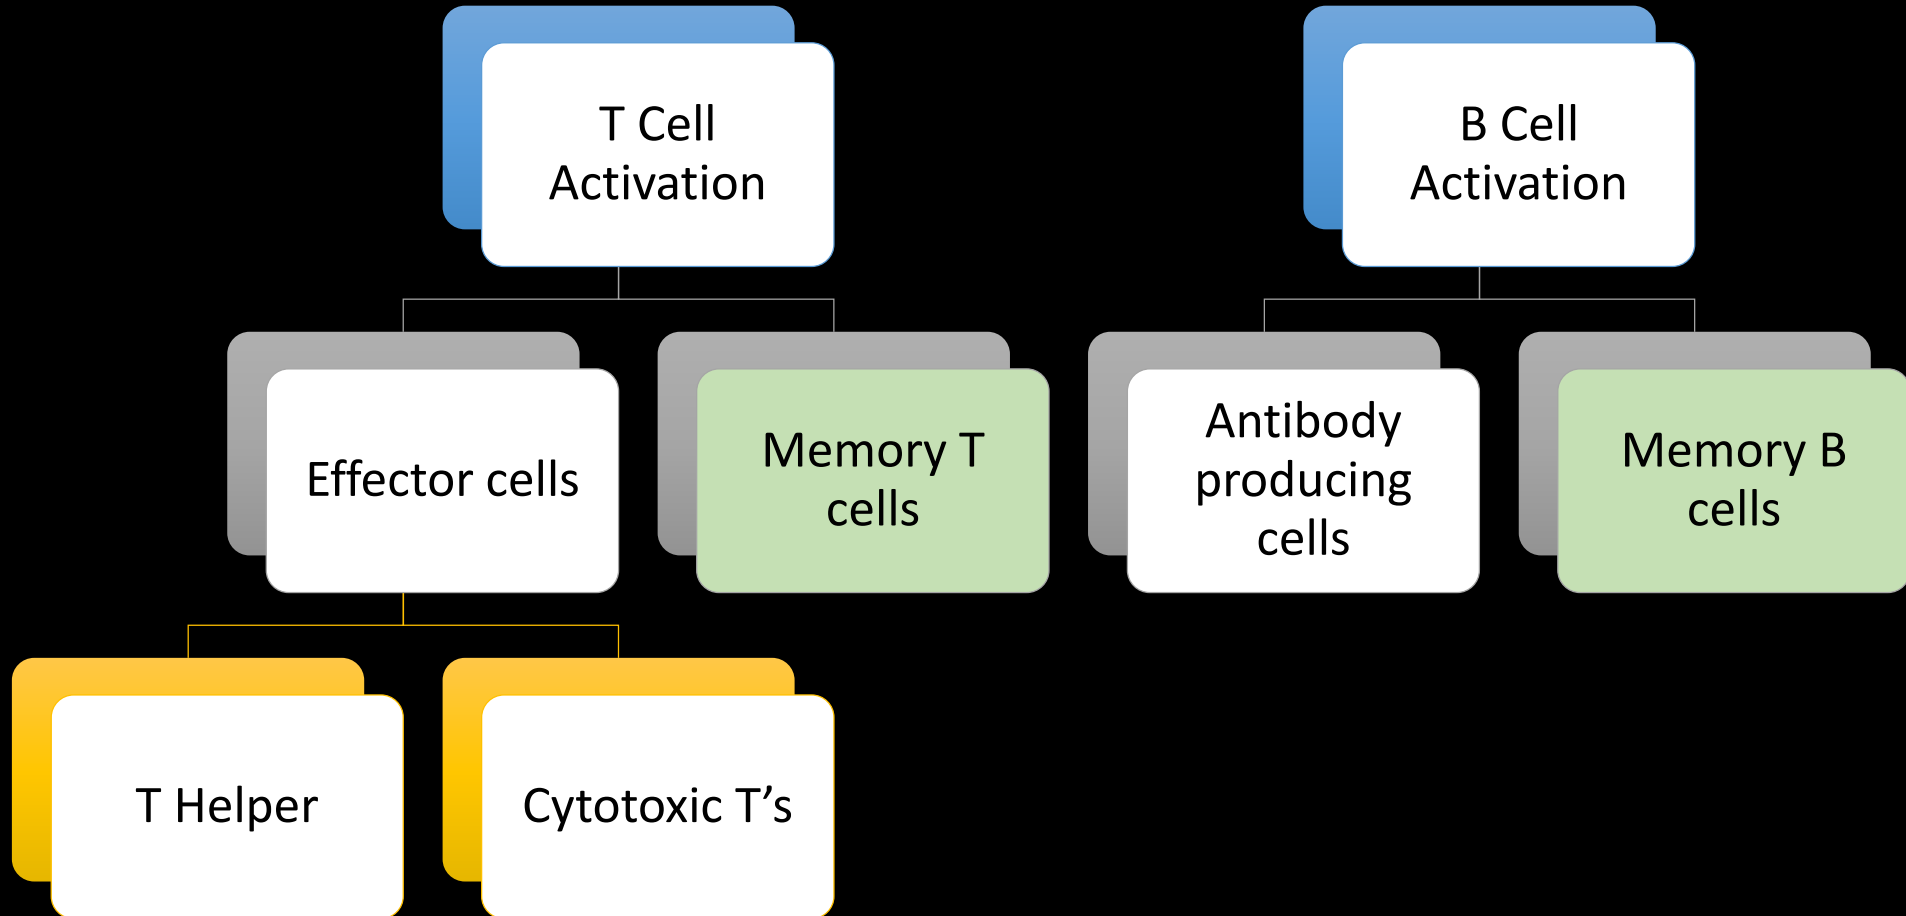 T Cell
Activation
B Cell
Activation
Effector cells
Memory T
cells
Antibody
producing
cells
Memory B
cells
T Helper
Cytotoxic T’s